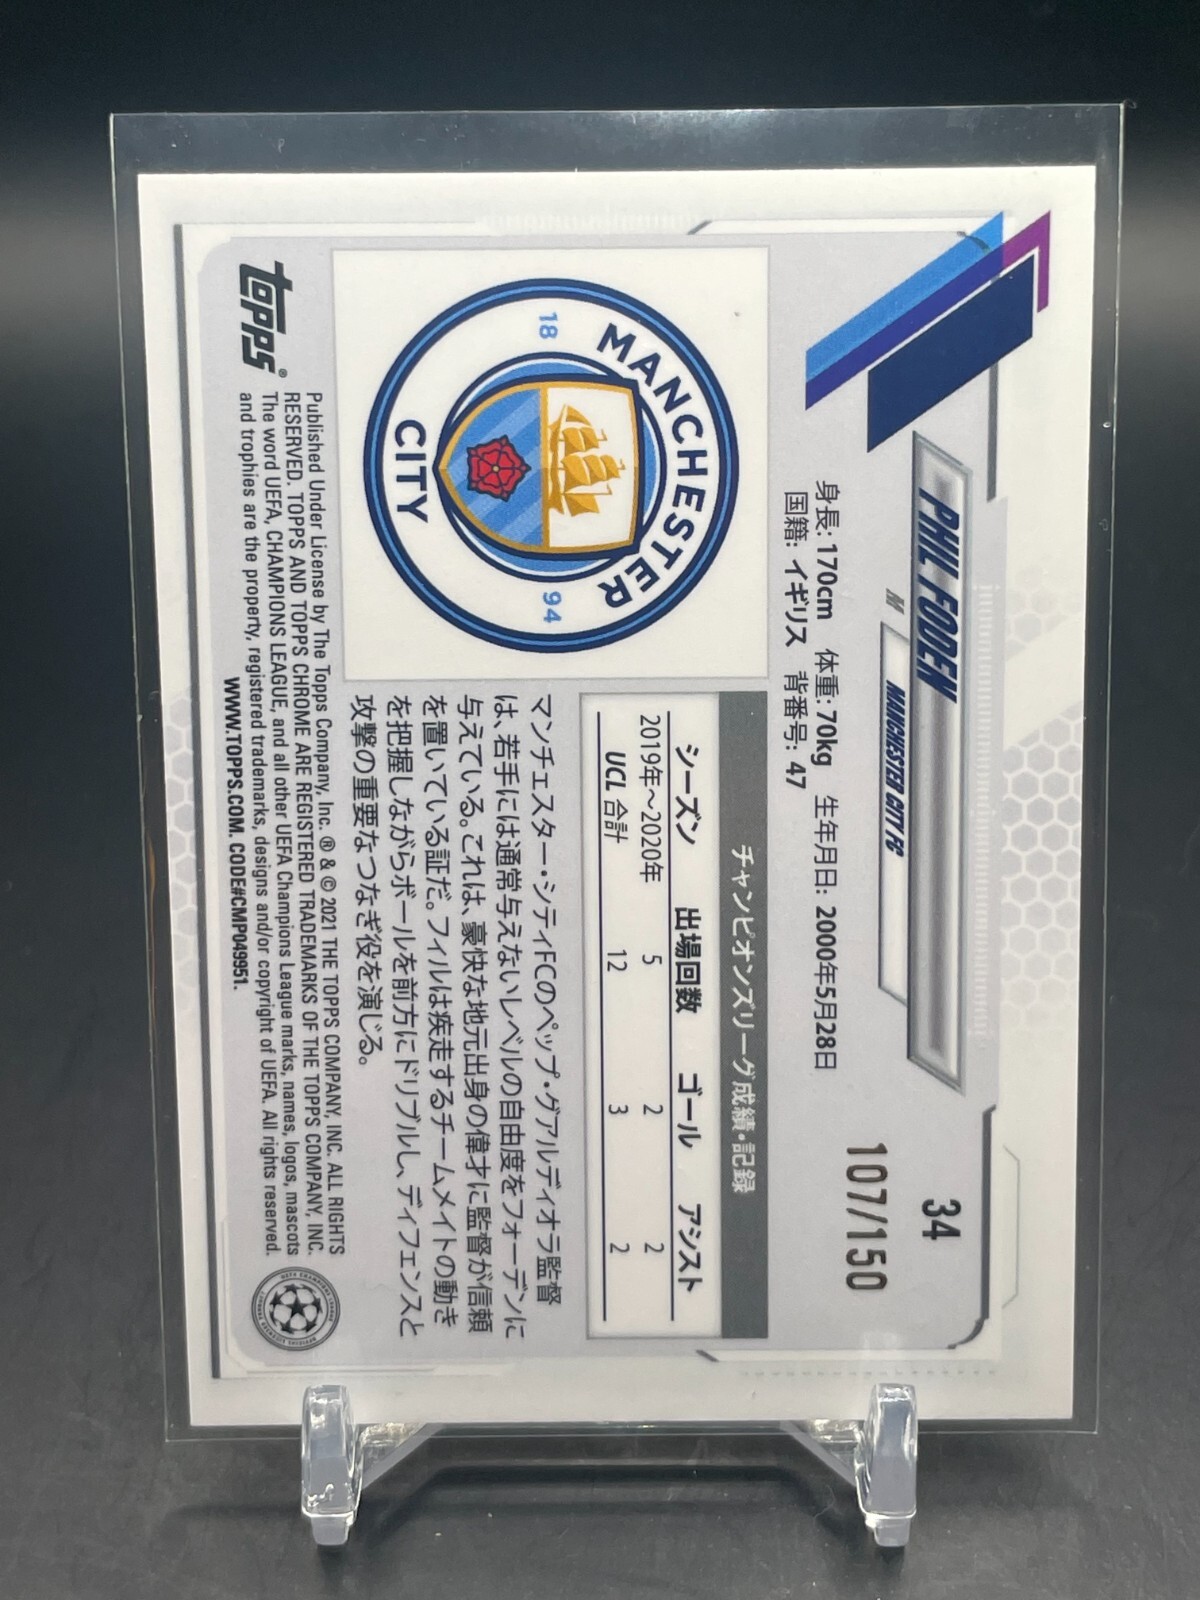 34
107/150
PHIL FODEN
M
MANCHESTER CITY FC
身長: 170cm 体重: 70kg 生年月日: 2000年5月28日
国籍: イギリス 背番号: 47
MANCHESTER
18 94
CITY
チャンピオンズリーグ成績・記録
シーズン 出場回数 ゴール アシスト
2019年〜2020年 5 2 2
UCL 合計 12 3 2
マンチェスター・シティFCのペップ・グアルディオラ監督
は、若手には通常与えないレベルの自由度をフォーデンに
与えている。これは、豪快な地元出身の偉才に監督が信頼
を置いている証だ。フィルは疾走するチームメイトの動き
を把握しながらボールを前方にドリブルし、ディフェンスと
攻撃の重要なつなぎ役を演じる。
topps®
Published Under License by The Topps Company, Inc. ® & © 2021 THE TOPPS COMPANY, INC. ALL RIGHTS
RESERVED. TOPPS AND TOPPS CHROME ARE REGISTERED TRADEMARKS OF THE TOPPS COMPANY, INC.
The word UEFA, CHAMPIONS LEAGUE, and all other UEFA Champions League marks, names, logos, mascots
and trophies are the property, registered trademarks, designs and/or copyright of UEFA. All rights reserved.
WWW.TOPPS.COM. CODE#CMP049951.
UEFA CHAMPIONS LEAGUE